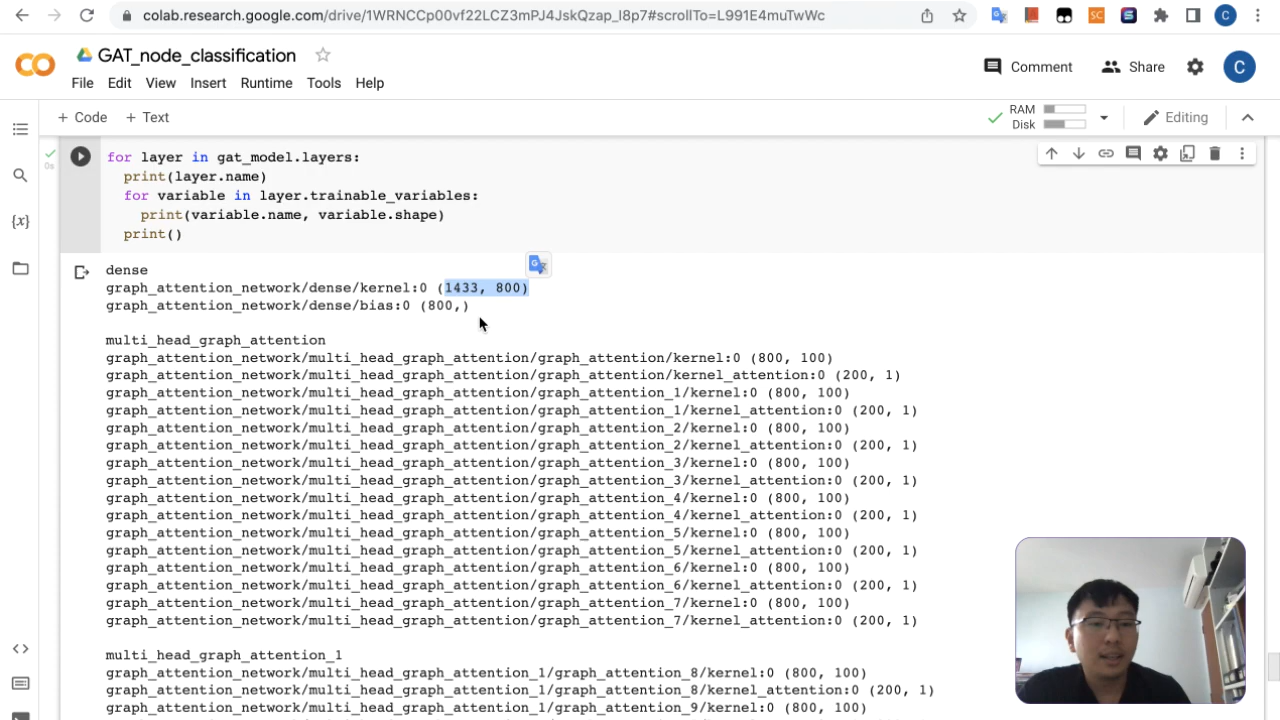 colab.research.google.com/drive/1WRNCCp00vf22LCZ3mPJ4JskQzap_I8p7#scrollTo=L991E4muTwWc
SC
C
GAT_node_classification
File Edit View Insert Runtime Tools Help
Comment
Share
C
+ Code + Text
RAM
Disk
Editing
{x}
0s
for layer in gat_model.layers:
print(layer.name)
for variable in layer.trainable_variables:
print(variable.name, variable.shape)
print()
dense
graph_attention_network/dense/kernel:0 (1433, 800)
graph_attention_network/dense/bias:0 (800,)
multi_head_graph_attention
graph_attention_network/multi_head_graph_attention/graph_attention/kernel:0 (800, 100)
graph_attention_network/multi_head_graph_attention/graph_attention/kernel_attention:0 (200, 1)
graph_attention_network/multi_head_graph_attention/graph_attention_1/kernel:0 (800, 100)
graph_attention_network/multi_head_graph_attention/graph_attention_1/kernel_attention:0 (200, 1)
graph_attention_network/multi_head_graph_attention/graph_attention_2/kernel:0 (800, 100)
graph_attention_network/multi_head_graph_attention/graph_attention_2/kernel_attention:0 (200, 1)
graph_attention_network/multi_head_graph_attention/graph_attention_3/kernel:0 (800, 100)
graph_attention_network/multi_head_graph_attention/graph_attention_3/kernel_attention:0 (200, 1)
graph_attention_network/multi_head_graph_attention/graph_attention_4/kernel:0 (800, 100)
graph_attention_network/multi_head_graph_attention/graph_attention_4/kernel_attention:0 (200, 1)
graph_attention_network/multi_head_graph_attention/graph_attention_5/kernel:0 (800, 100)
graph_attention_network/multi_head_graph_attention/graph_attention_5/kernel_attention:0 (200, 1)
graph_attention_network/multi_head_graph_attention/graph_attention_6/kernel:0 (800, 100)
graph_attention_network/multi_head_graph_attention/graph_attention_6/kernel_attention:0 (200, 1)
graph_attention_network/multi_head_graph_attention/graph_attention_7/kernel:0 (800, 100)
graph_attention_network/multi_head_graph_attention/graph_attention_7/kernel_attention:0 (200, 1)
multi_head_graph_attention_1
graph_attention_network/multi_head_graph_attention_1/graph_attention_8/kernel:0 (800, 100)
graph_attention_network/multi_head_graph_attention_1/graph_attention_8/kernel_attention:0 (200, 1)
graph_attention_network/multi_head_graph_attention_1/graph_attention_9/kernel:0 (800, 100)